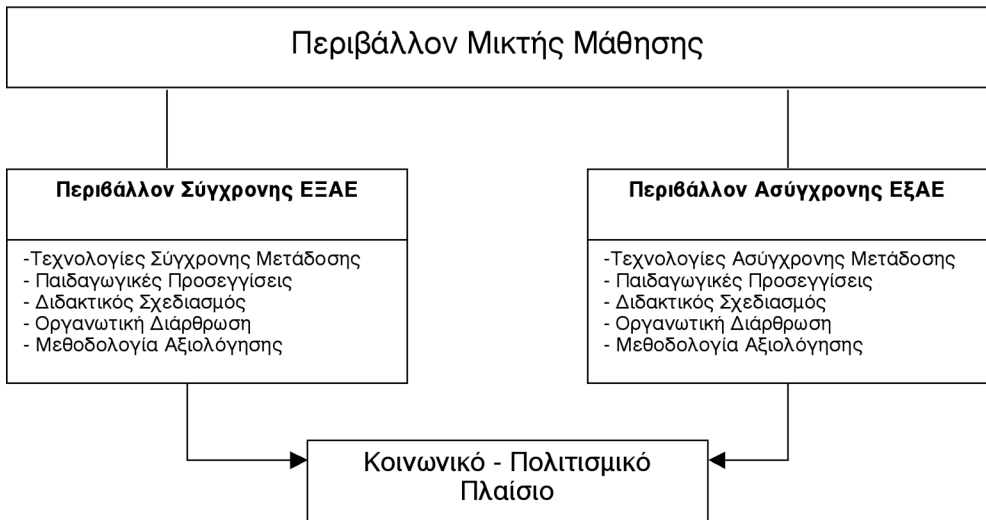 Περιβάλλον Μικτής Μάθησης
Περιβάλλον Σύγχρονης ΕΞΑΕ
-Τεχνολογίες Σύγχρονης Μετάδοσης
- Παιδαγωγικές Προσεγγίσεις
- Διδακτικός Σχεδιασμός
- Οργανωτική Διάρθρωση
- Μεθοδολογία Αξιολόγησης
Περιβάλλον Ασύγχρονης ΕξΑΕ
-Τεχνολογίες Ασύγχρονης Μετάδοσης
- Παιδαγωγικές Προσεγγίσεις
- Διδακτικός Σχεδιασμός
- Οργανωτική Διάρθρωση
- Μεθοδολογία Αξιολόγησης
Κοινωνικό - Πολιτισμικό
Πλαίσιο